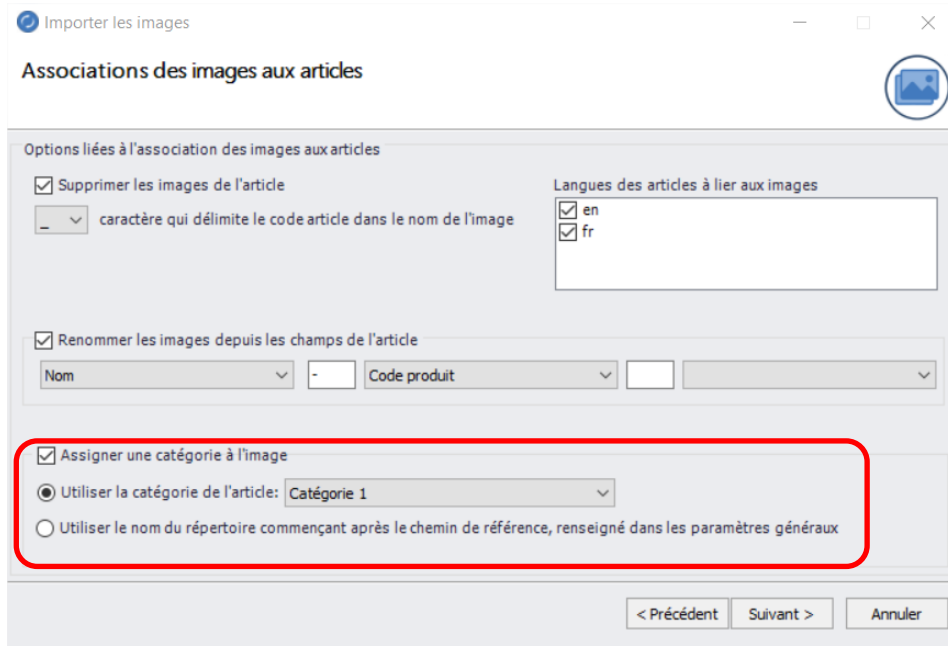 Importer les images
Associations des images aux articles
Options liées à l'association des images aux articles
Supprimer les images de l'article
_ caractère qui délimite le code article dans le nom de l'image
Langues des articles à lier aux images
en
fr
Renommer les images depuis les champs de l'article
Nom - Code produit
Assigner une catégorie à l'image
Utiliser la catégorie de l'article: Catégorie 1
Utiliser le nom du répertoire commençant après le chemin de référence, renseigné dans les paramètres généraux
< Précédent Suivant > Annuler